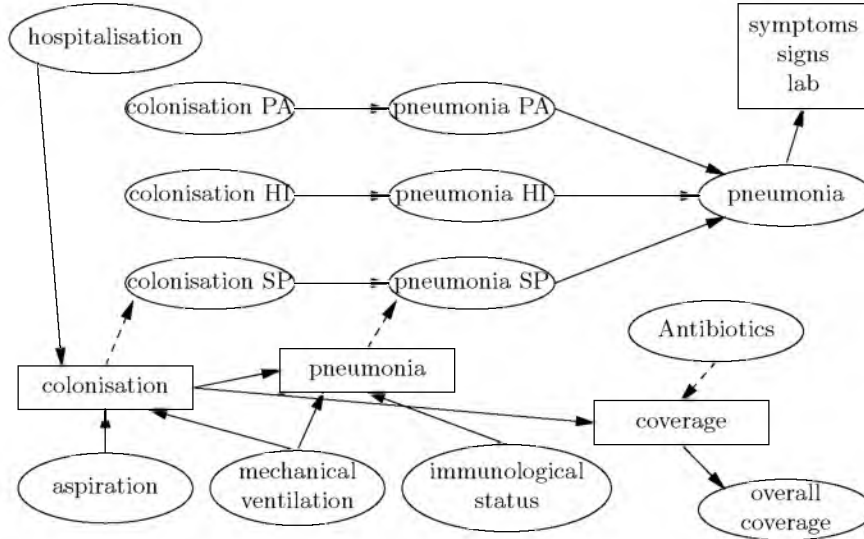 hospitalisation
symptoms
signs
lab
colonisation PA
pneumonia PA
colonisation HI
pneumonia HI
pneumonia
colonisation SP
pneumonia SP
Antibiotics
colonisation
pneumonia
coverage
aspiration
mechanical
ventilation
immunological
status
overall
coverage